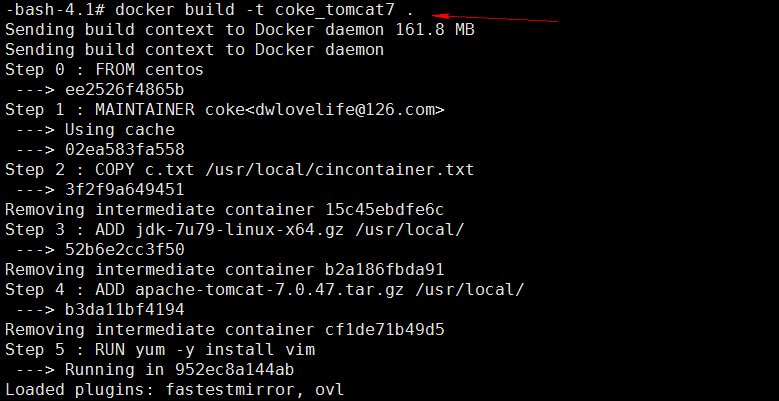 -bash-4.1# docker build -t coke_tomcat7 .
Sending build context to Docker daemon 161.8 MB
Sending build context to Docker daemon
Step 0 : FROM centos
 ---> ee2526f4865b
Step 1 : MAINTAINER coke<dwlovelife@126.com>
 ---> Using cache
 ---> 02ea583fa558
Step 2 : COPY c.txt /usr/local/cincontainer.txt
 ---> 3f2f9a649451
Removing intermediate container 15c45ebdfe6c
Step 3 : ADD jdk-7u79-linux-x64.gz /usr/local/
 ---> 52b6e2cc3f50
Removing intermediate container b2a186fbda91
Step 4 : ADD apache-tomcat-7.0.47.tar.gz /usr/local/
 ---> b3da11bf4194
Removing intermediate container cf1de71b49d5
Step 5 : RUN yum -y install vim
 ---> Running in 952ec8a144ab
Loaded plugins: fastestmirror, ovl